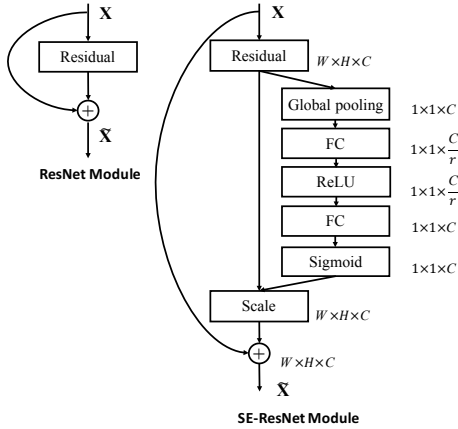 X
Residual
+
X̃
ResNet Module
X
Residual
W×H×C
Global pooling
1×1×C
FC
1×1×C/r
ReLU
1×1×C/r
FC
1×1×C
Sigmoid
1×1×C
Scale
W×H×C
+
W×H×C
X̃
SE-ResNet Module